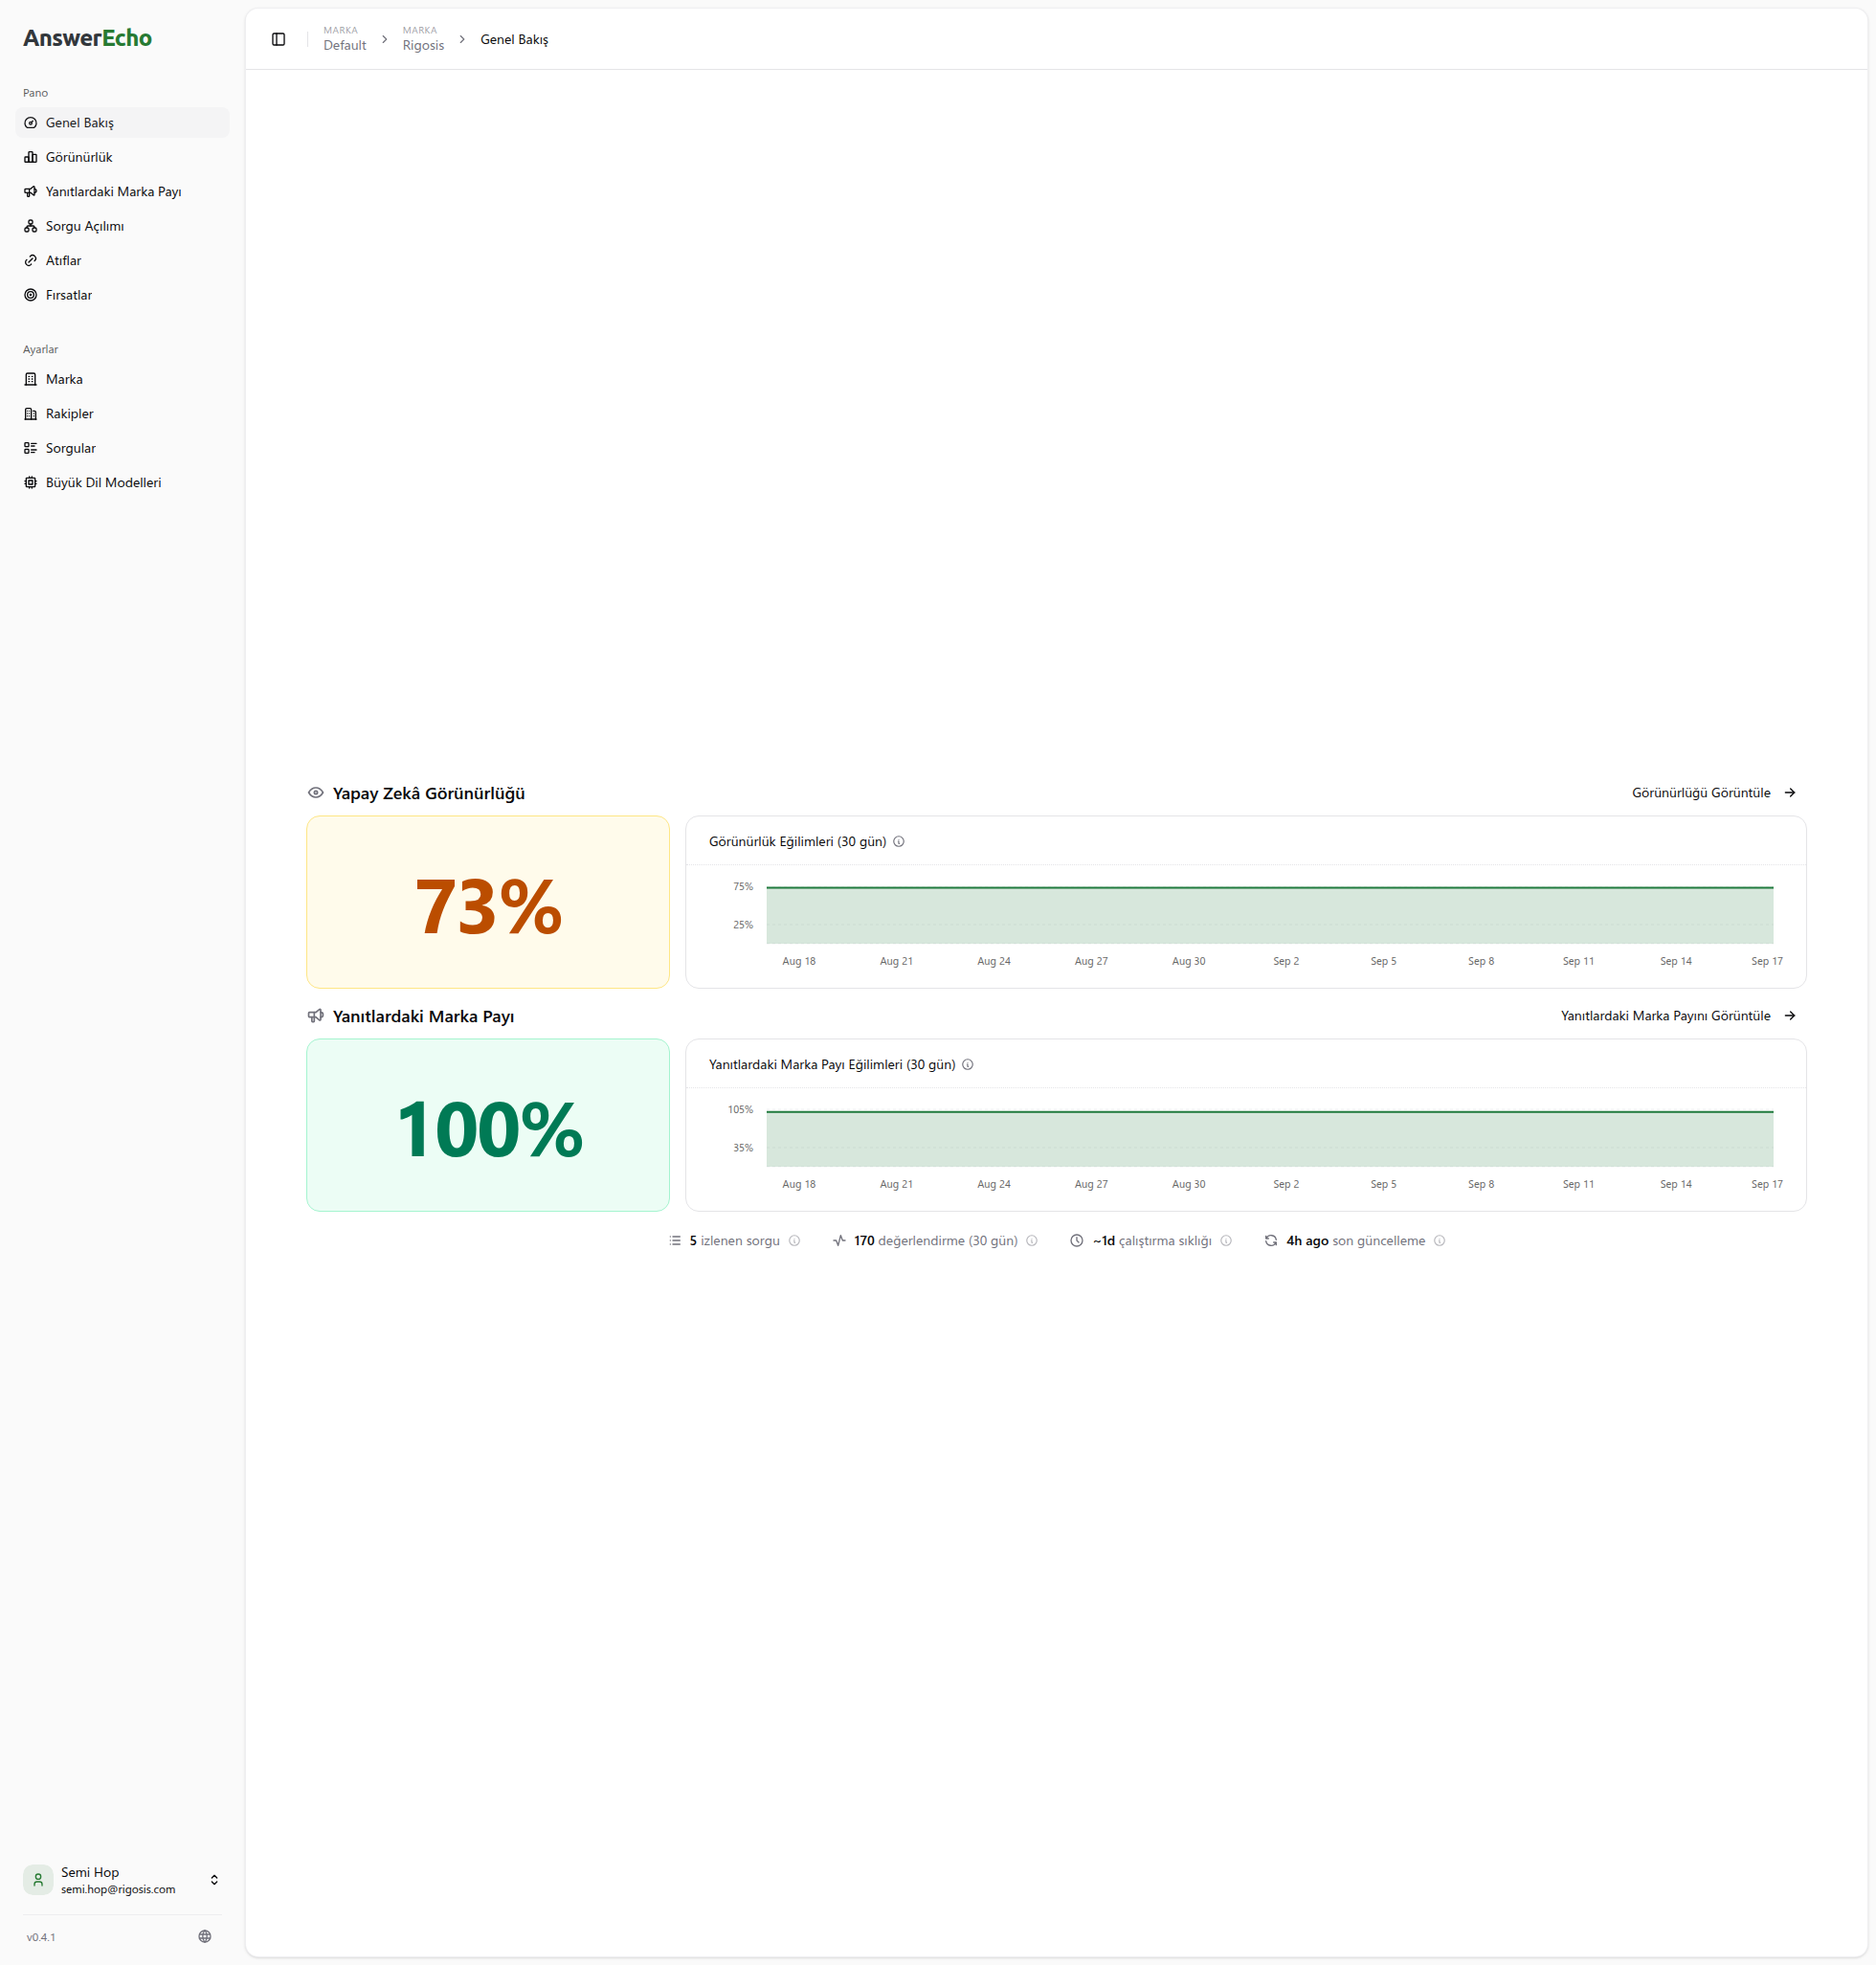 AnswerEcho
Pano
Genel Bakış
Görünürlük
Yanıtlardaki Marka Payı
Sorgu Açılımı
Atıflar
Fırsatlar
Ayarlar
Marka
Rakipler
Sorgular
Büyük Dil Modelleri
Semi Hop
semi.hop@rigosis.com
v0.4.1
MARKA
Default
MARKA
Rigosis
Genel Bakış
Yapay Zekâ Görünürlüğü
Görünürlüğü Görüntüle
73%
Görünürlük Eğilimleri (30 gün)
75%
25%
Aug 18 Aug 21 Aug 24 Aug 27 Aug 30 Sep 2 Sep 5 Sep 8 Sep 11 Sep 14 Sep 17
Yanıtlardaki Marka Payı
Yanıtlardaki Marka Payını Görüntüle
100%
Yanıtlardaki Marka Payı Eğilimleri (30 gün)
105%
35%
Aug 18 Aug 21 Aug 24 Aug 27 Aug 30 Sep 2 Sep 5 Sep 8 Sep 11 Sep 14 Sep 17
5 izlenen sorgu 170 değerlendirme (30 gün) ~1d çalıştırma sıklığı 4h ago son güncelleme